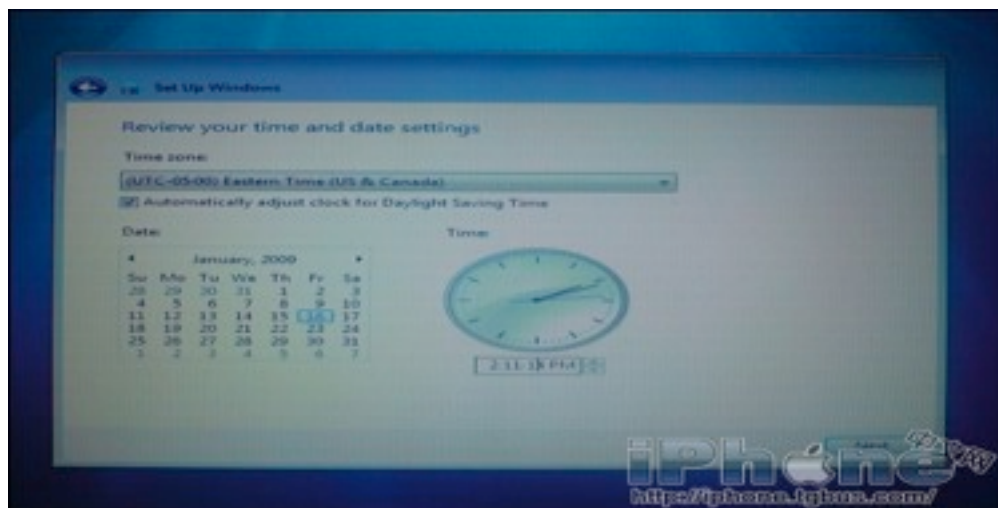 Set Up Windows
Review your time and date settings
Time zone:
(UTC-05:00) Eastern Time (US & Canada)
Automatically adjust clock for Daylight Saving Time
Date:
Time:
January, 2009
Su Mo Tu We Th Fr Sa
28 29 30 31 1 2 3
4 5 6 7 8 9 10
11 12 13 14 15 16 17
18 19 20 21 22 23 24
25 26 27 28 29 30 31
1 2 3 4 5 6 7
PM
Next
iPhone
http://iphone.tgbus.com/